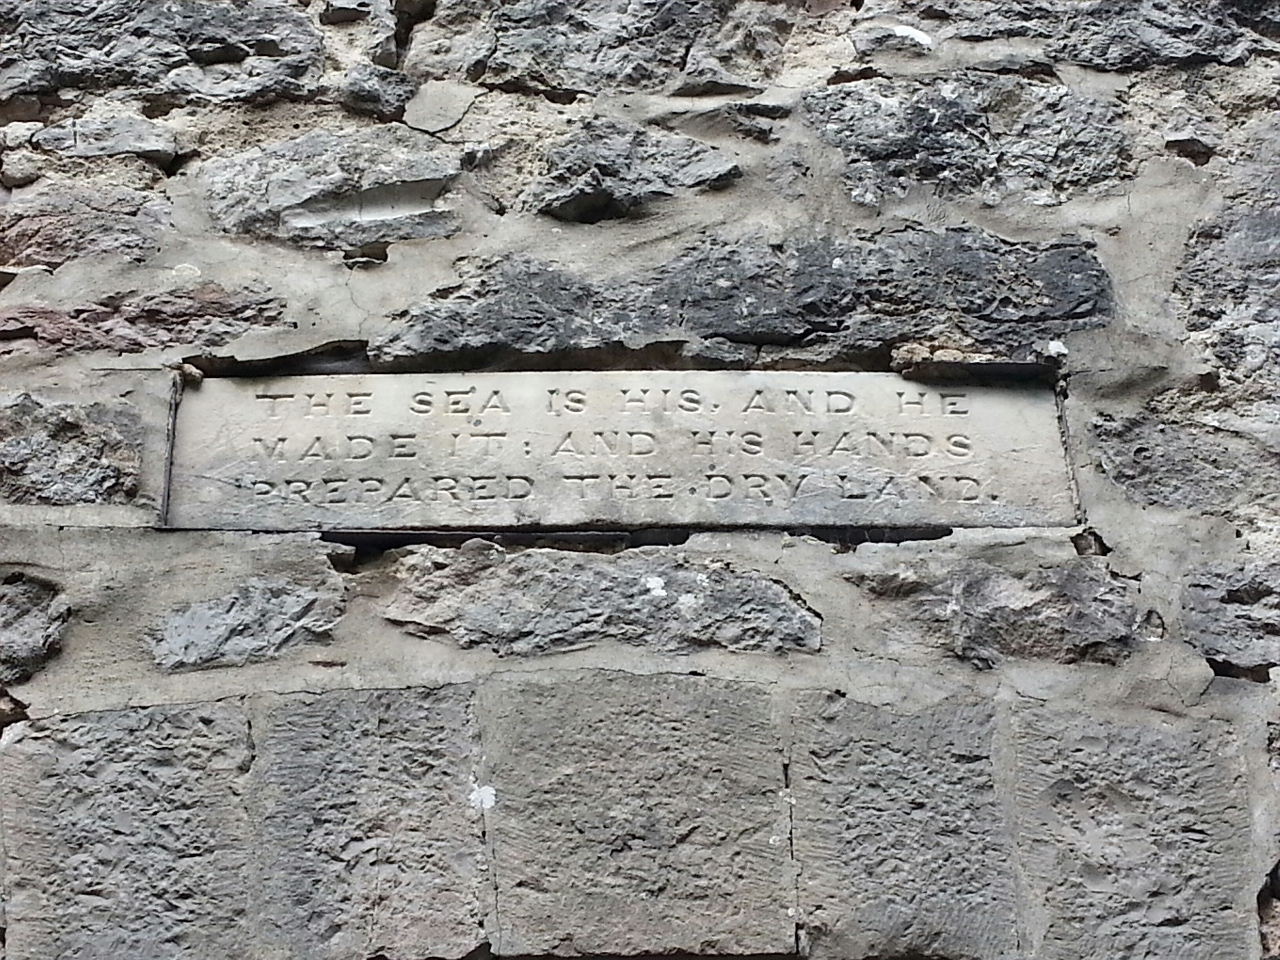 THE SEA IS HIS, AND HE
MADE IT: AND HIS HANDS
PREPARED THE DRY LAND.